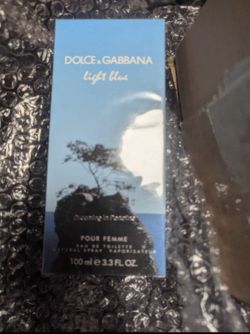 DOLCE & GABBANA
light blue
Dreaming in Portofino
POUR FEMME
EAU DE TOILETTE
NATURAL SPRAY VAPORISATEUR
100 ml e 3.3 FL. OZ.